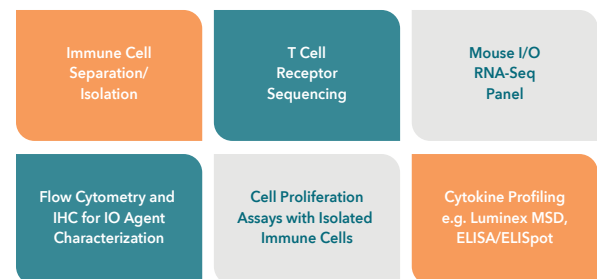 Immune Cell
Separation/
Isolation
T Cell
Receptor
Sequencing
Mouse I/O
RNA-Seq
Panel
Flow Cytometry and
IHC for IO Agent
Characterization
Cell Proliferation
Assays with Isolated
Immune Cells
Cytokine Profiling
e.g. Luminex MSD,
ELISA/ELISpot